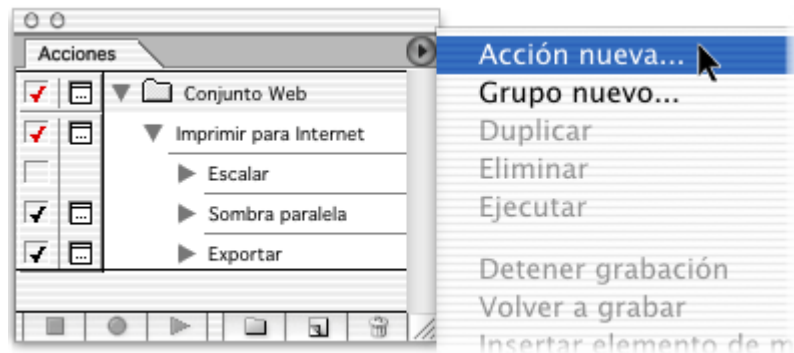 Acciones
Conjunto Web
Imprimir para Internet
Escalar
Sombra paralela
Exportar
Acción nueva...
Grupo nuevo...
Duplicar
Eliminar
Ejecutar
Detener grabación
Volver a grabar
Insertar elemento de m